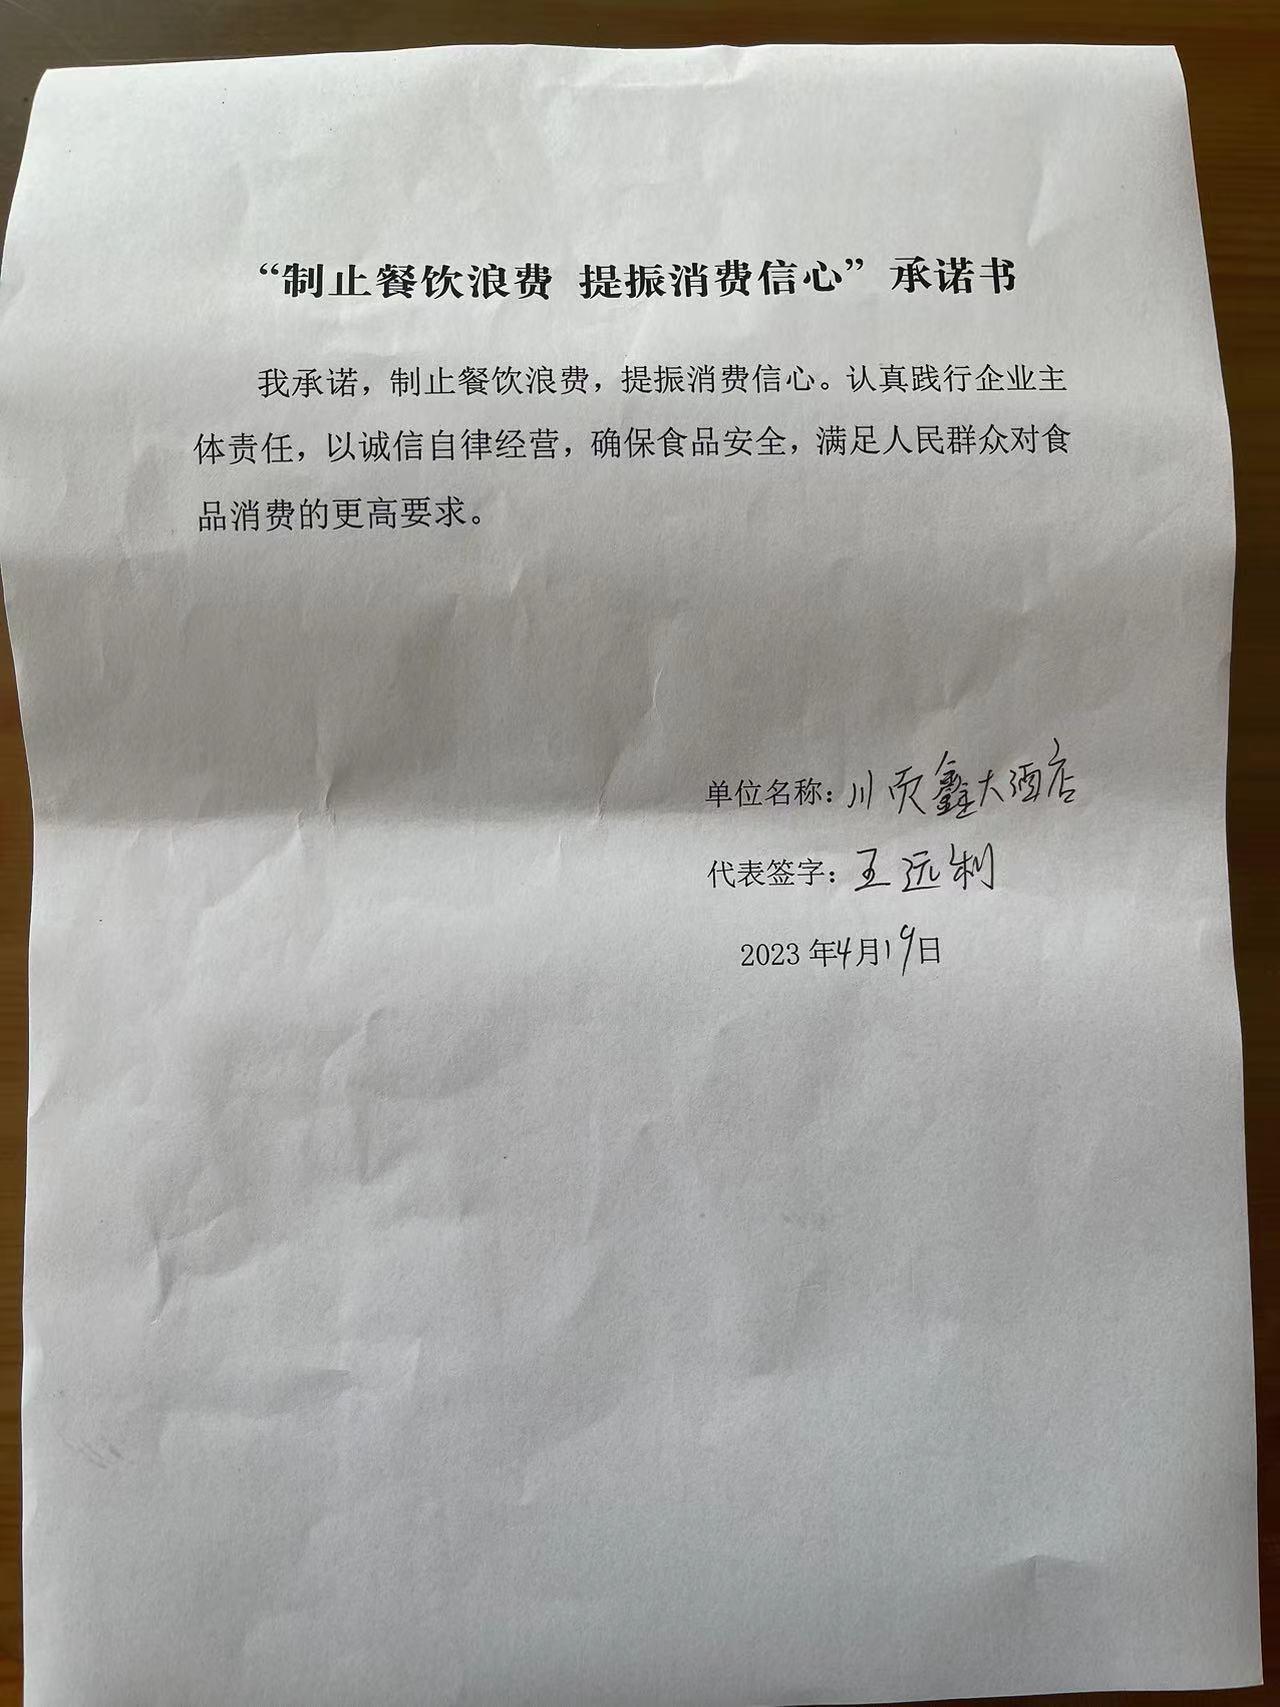 “制止餐饮浪费 提振消费信心”承诺书
我承诺，制止餐饮浪费，提振消费信心。认真践行企业主
体责任，以诚信自律经营，确保食品安全，满足人民群众对食
品消费的更高要求。
单位名称：川页鑫大酒店
代表签字：王远利
2023年4月19日